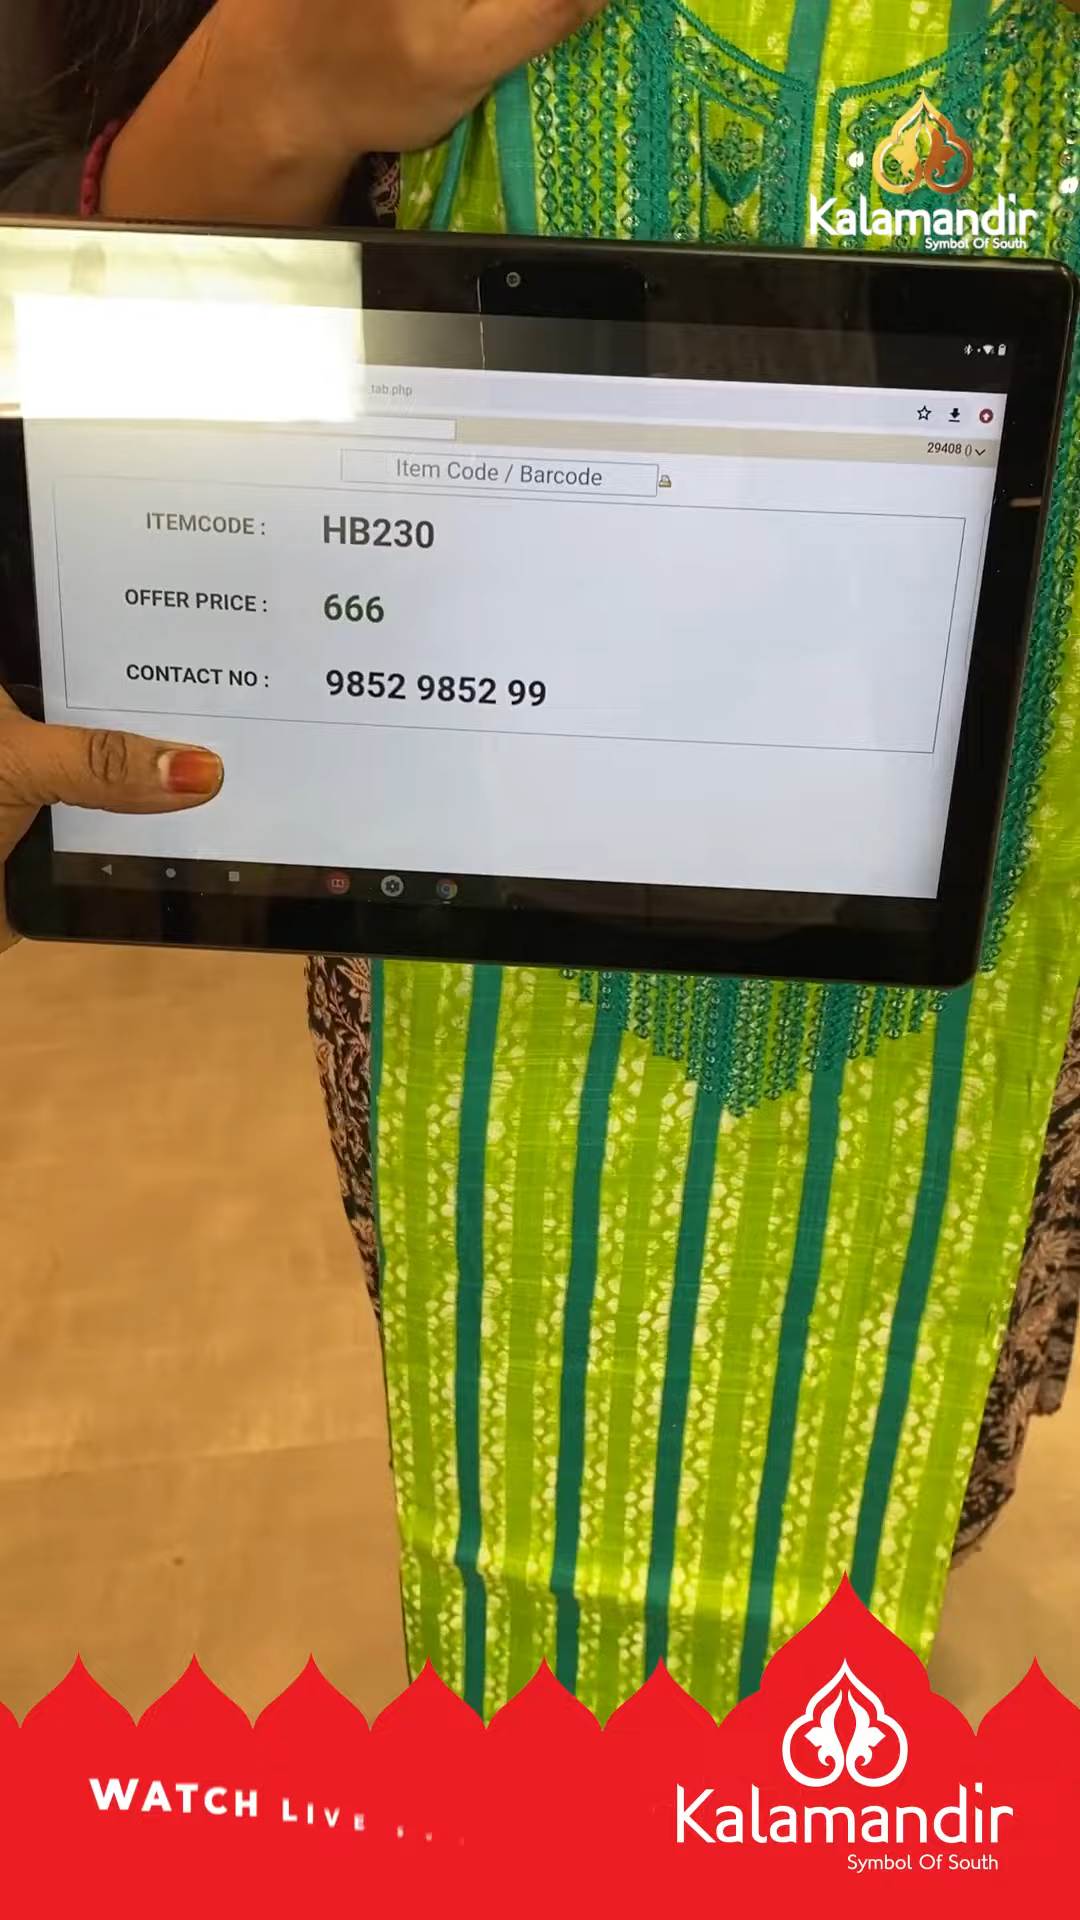 Kalamandir
Symbol Of South
tab.php
29408 ()
Item Code / Barcode
ITEMCODE : HB230
OFFER PRICE : 666
CONTACT NO : 9852 9852 99
WATCH LIVE
Kalamandir
Symbol Of South